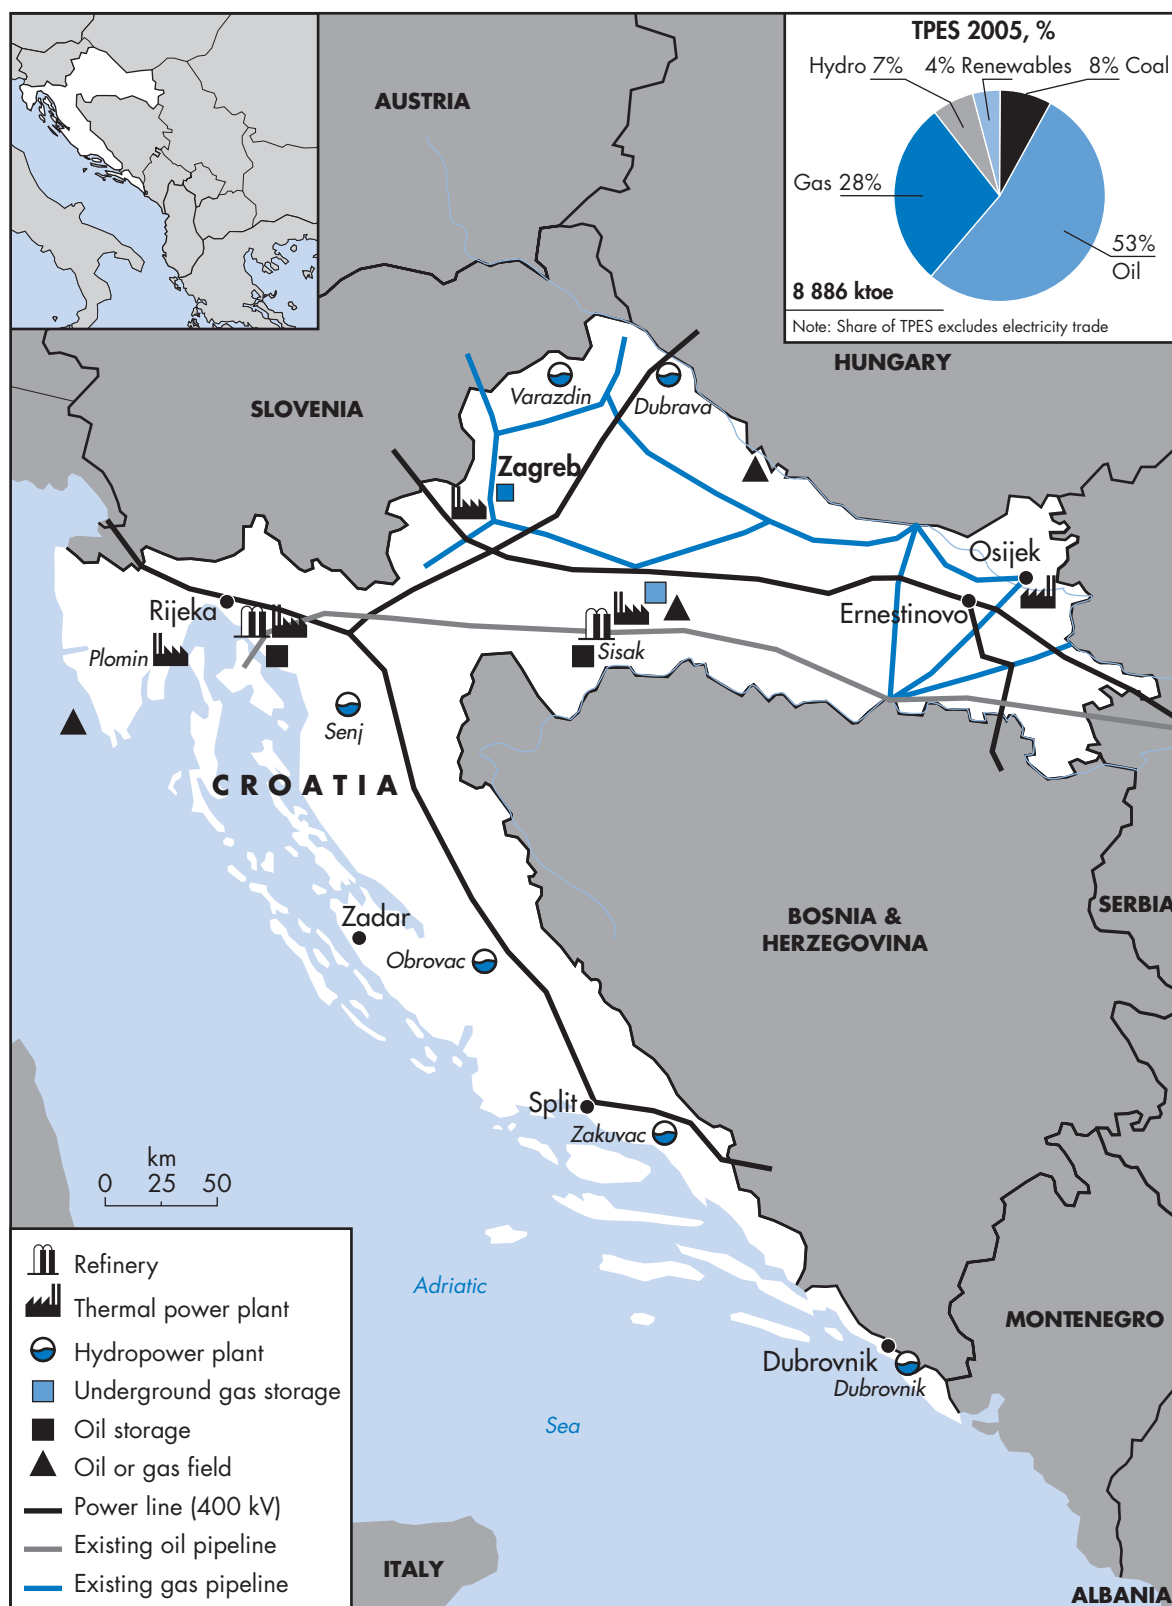 TPES 2005, %
Hydro 7%
4% Renewables
8% Coal
Gas 28%
53%
Oil
8 886 ktoe
Note: Share of TPES excludes electricity trade
AUSTRIA
HUNGARY
SLOVENIA
Varazdin
Dubrava
Zagreb
Osijek
Rijeka
Ernestinovo
Plomin
Sisak
Senj
CROATIA
Zadar
BOSNIA &
HERZEGOVINA
SERBIA
Obrovac
Split
Zakuvac
km
0 25 50
Adriatic
Sea
MONTENEGRO
Dubrovnik
Dubrovnik
Refinery
Thermal power plant
Hydropower plant
Underground gas storage
Oil storage
Oil or gas field
Power line (400 kV)
Existing oil pipeline
Existing gas pipeline
ITALY
ALBANIA